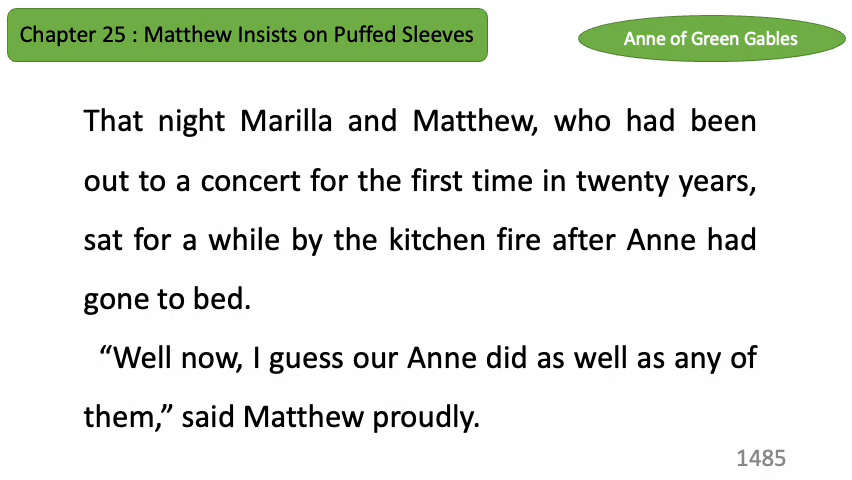 Chapter 25 : Matthew Insists on Puffed Sleeves
Anne of Green Gables
That night Marilla and Matthew, who had been
out to a concert for the first time in twenty years,
sat for a while by the kitchen fire after Anne had
gone to bed.
“Well now, I guess our Anne did as well as any of
them,” said Matthew proudly.
1485